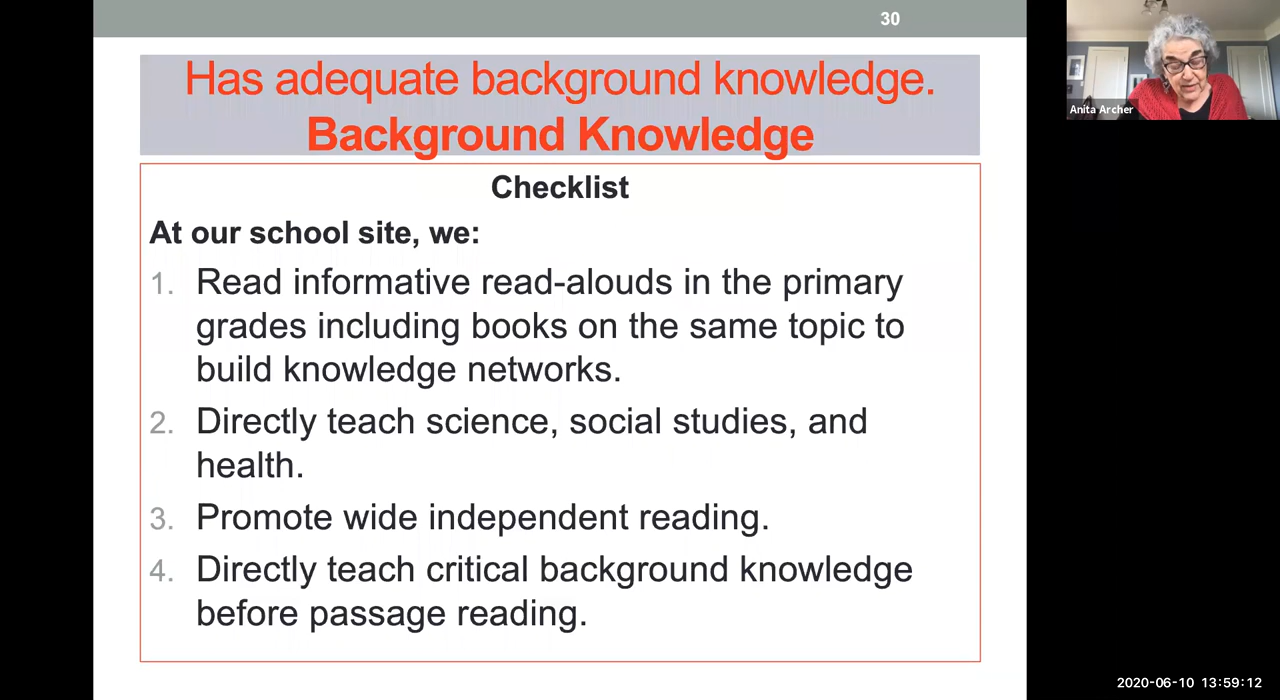 30
Has adequate background knowledge.
Background Knowledge
Checklist
At our school site, we:
1. Read informative read-alouds in the primary
grades including books on the same topic to
build knowledge networks.
2. Directly teach science, social studies, and
health.
3. Promote wide independent reading.
4. Directly teach critical background knowledge
before passage reading.
Anita Archer
2020-06-10 13:59:12